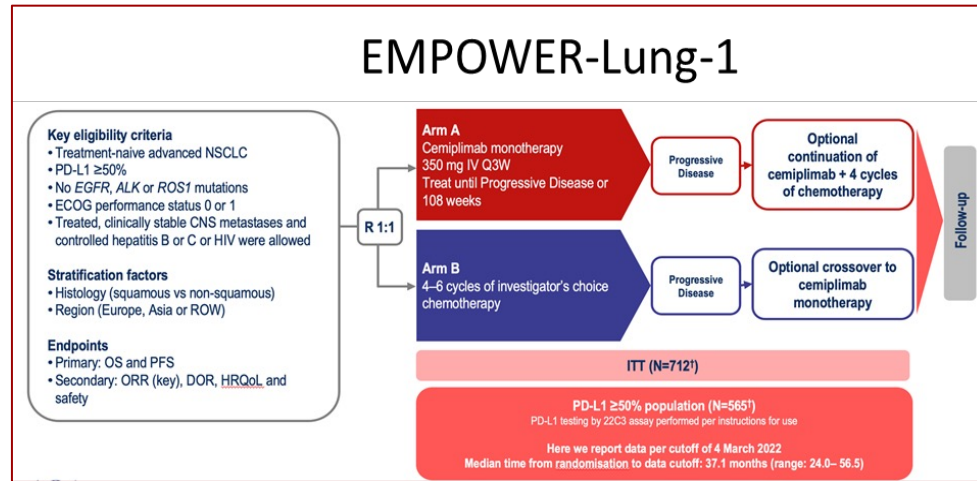 EMPOWER-Lung-1
Key eligibility criteria
• Treatment-naive advanced NSCLC
• PD-L1 ≥50%
• No EGFR, ALK or ROS1 mutations
• ECOG performance status 0 or 1
• Treated, clinically stable CNS metastases and
controlled hepatitis B or C or HIV were allowed
Stratification factors
• Histology (squamous vs non-squamous)
• Region (Europe, Asia or ROW)
Endpoints
• Primary: OS and PFS
• Secondary: ORR (key), DOR, HRQoL and
safety
R 1:1
Arm A
Cemiplimab monotherapy
350 mg IV Q3W
Treat until Progressive Disease or
108 weeks
Progressive
Disease
Optional
continuation of
cemiplimab + 4 cycles
of chemotherapy
Arm B
4–6 cycles of investigator's choice
chemotherapy
Progressive
Disease
Optional crossover to
cemiplimab
monotherapy
Follow-up
ITT (N=712†)
PD-L1 ≥50% population (N=565†)
PD-L1 testing by 22C3 assay performed per instructions for use
Here we report data per cutoff of 4 March 2022
Median time from randomisation to data cutoff: 37.1 months (range: 24.0– 56.5)